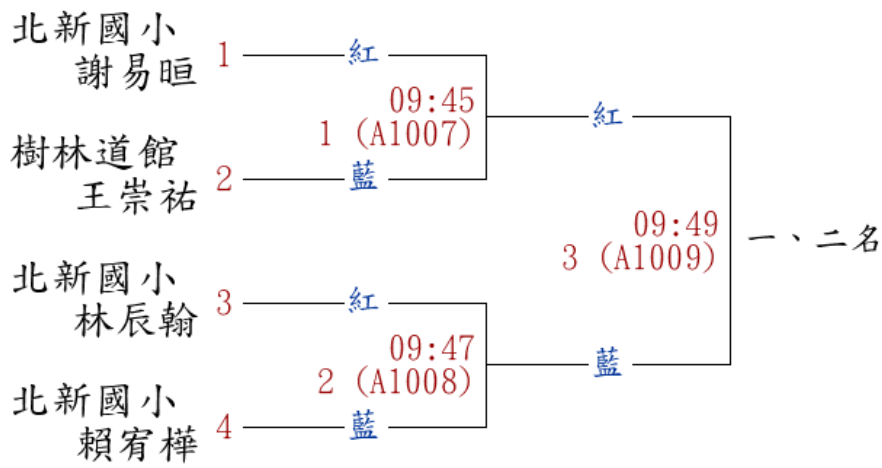 北新國小
謝易晅 1 紅
09:45
1 (A1007)
紅
樹林道館
王崇祐 2 藍
09:49
3 (A1009)
一、二名
北新國小
林辰翰 3 紅
09:47
2 (A1008)
藍
北新國小
賴宥樺 4 藍